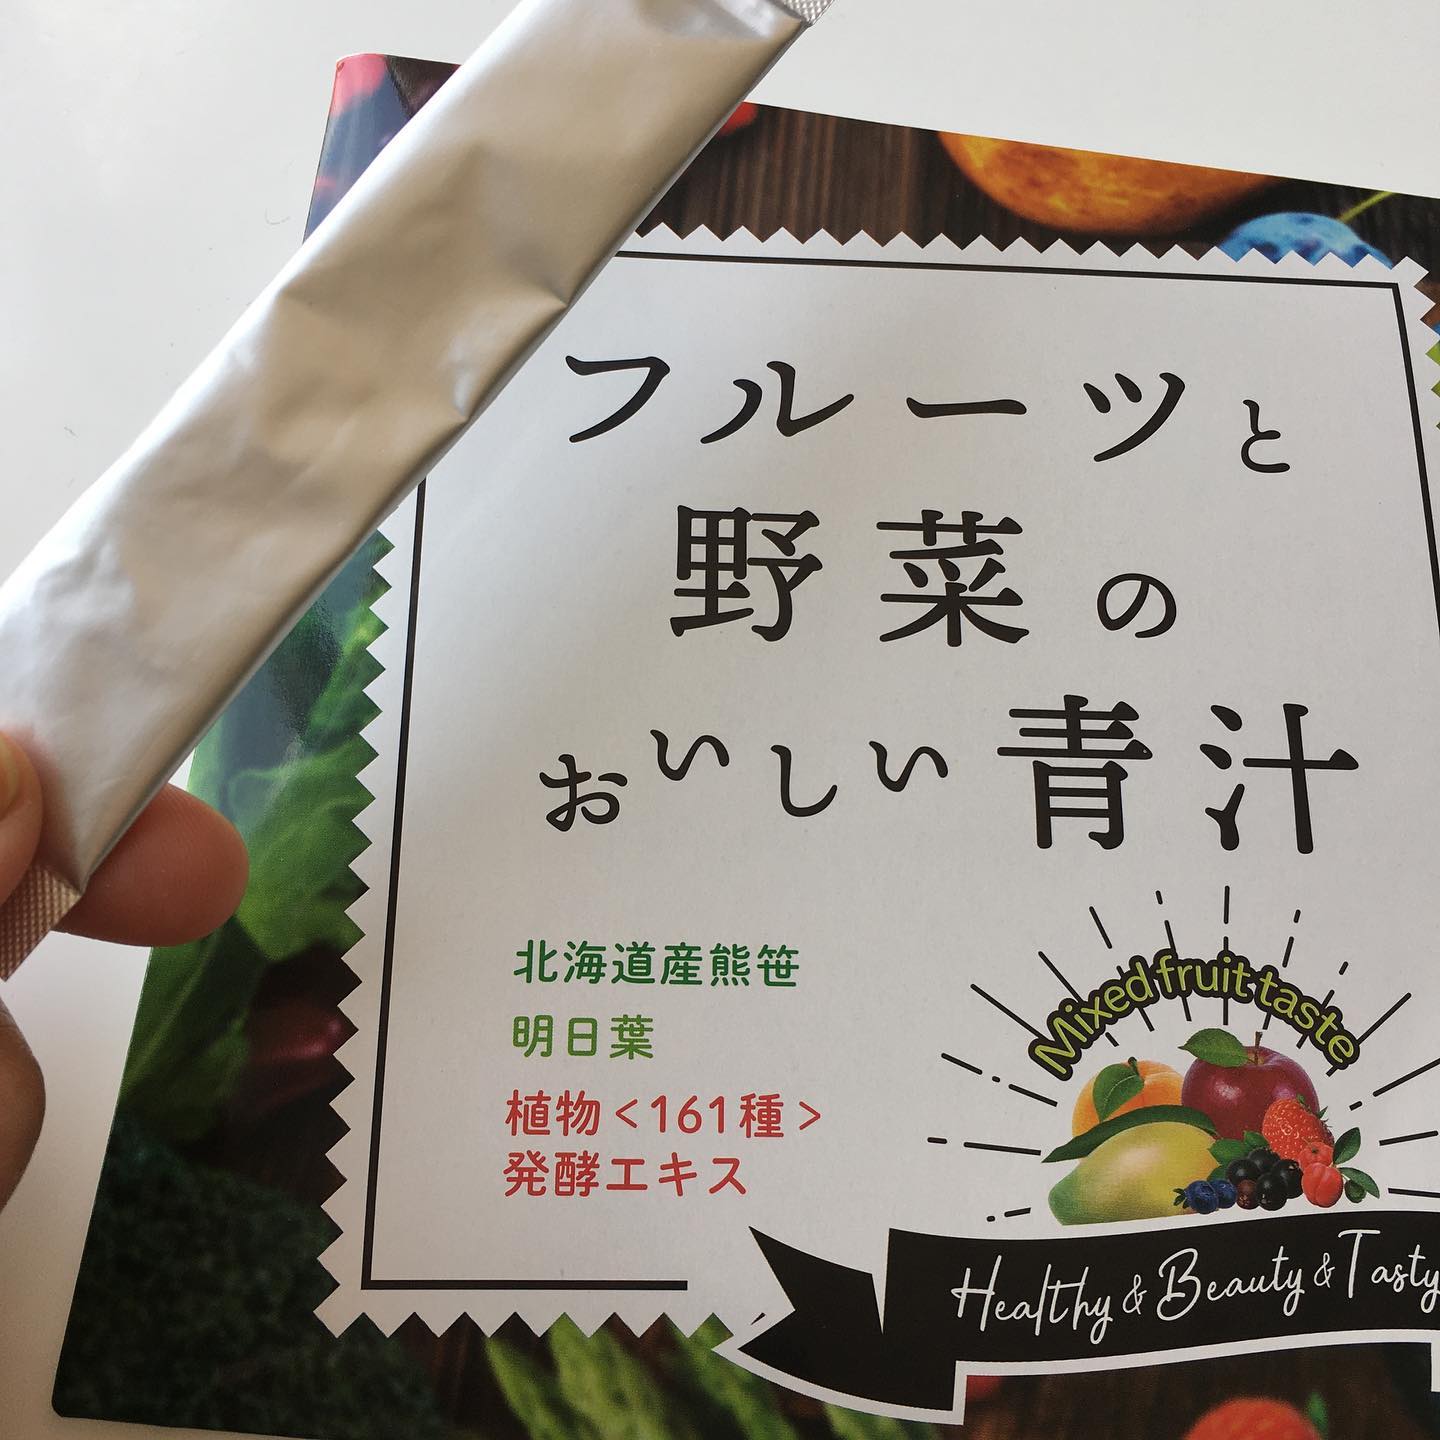 フルーツと
野菜の
おいしい青汁
北海道産熊笹
明日葉
植物<161種>
発酵エキス
Mixed fruit taste
Healthy & Beauty & Tasty